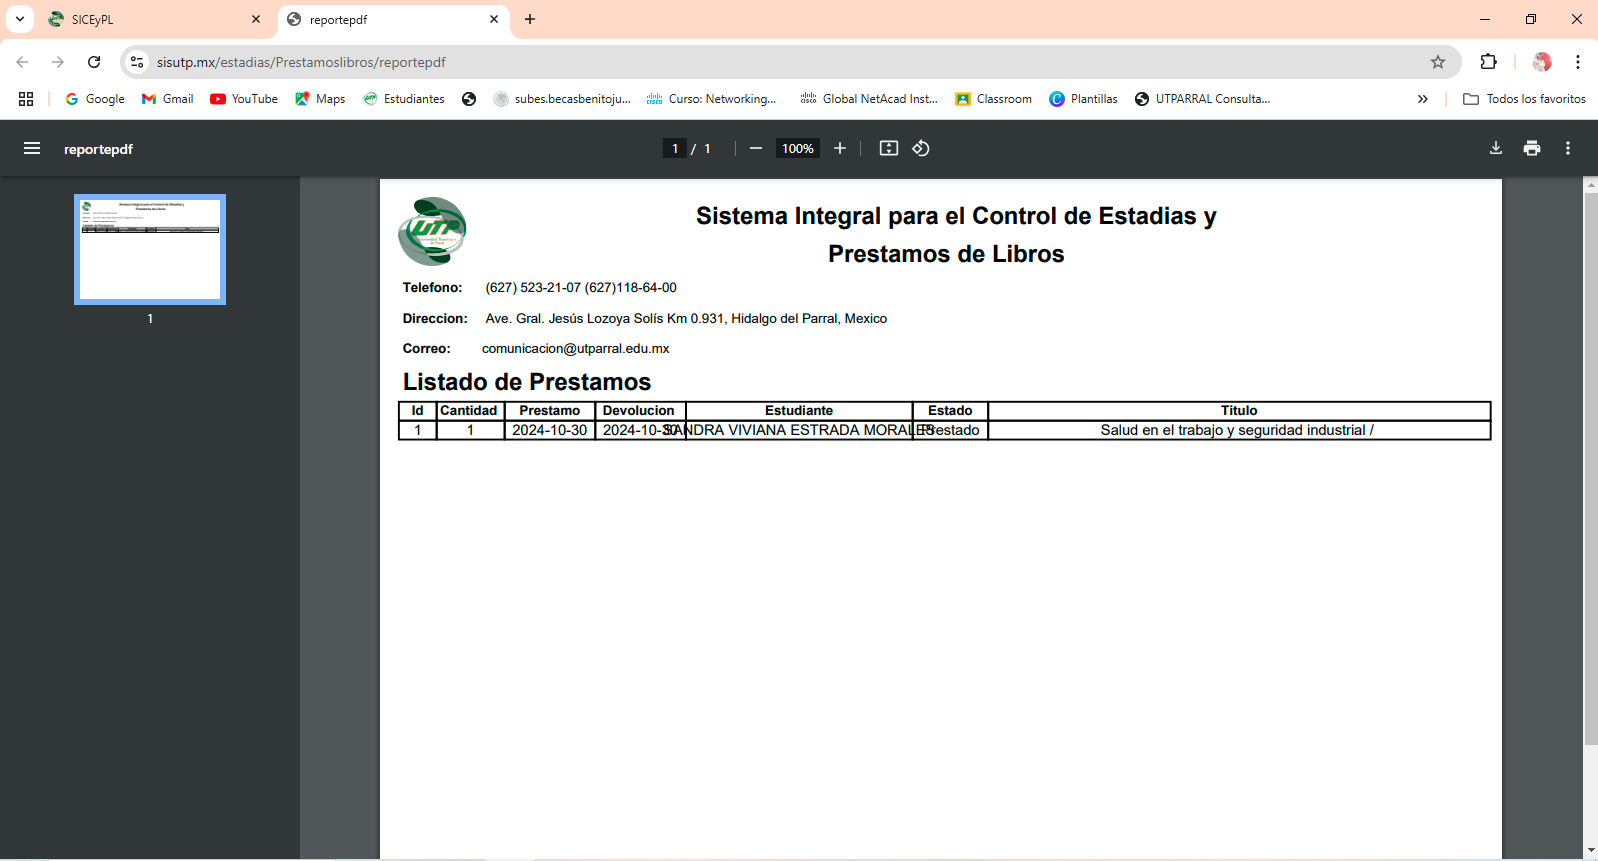 SICEyPL
reportepdf
sisutp.mx/estadias/Prestamoslibros/reportepdf
Google Gmail YouTube Maps Estudiantes subes.becasbenitoju... Curso: Networking... Global NetAcad Inst... Classroom Plantillas UTPARRAL Consulta... » Todos los favoritos
reportepdf 1 / 1 100%
1
UTP
Universidad Tecnológica
de Parral
Sistema Integral para el Control de Estadias y
Prestamos de Libros
Telefono: (627) 523-21-07 (627)118-64-00
Direccion: Ave. Gral. Jesús Lozoya Solís Km 0.931, Hidalgo del Parral, Mexico
Correo: comunicacion@utparral.edu.mx
Listado de Prestamos
Id Cantidad Prestamo Devolucion Estudiante Estado Titulo
1 1 2024-10-30 2024-10-30 SANDRA VIVIANA ESTRADA MORALES Prestado Salud en el trabajo y seguridad industrial /